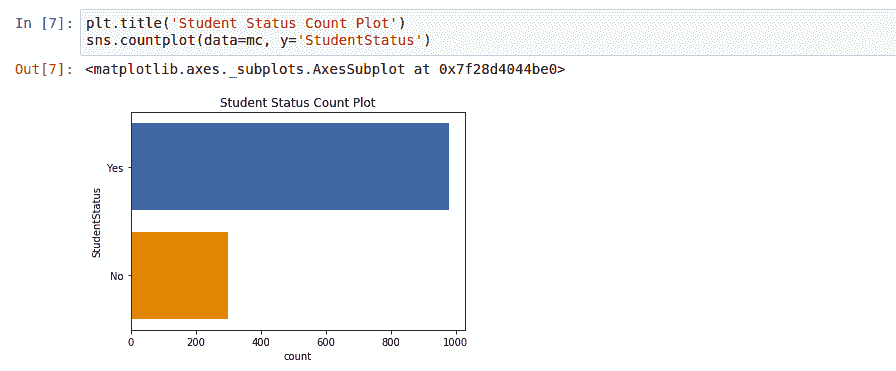 In [7]: plt.title('Student Status Count Plot')
sns.countplot(data=mc, y='StudentStatus')
Out[7]: <matplotlib.axes._subplots.AxesSubplot at 0x7f28d4044be0>
Student Status Count Plot
Yes
StudentStatus
No
0 200 400 600 800 1000
count